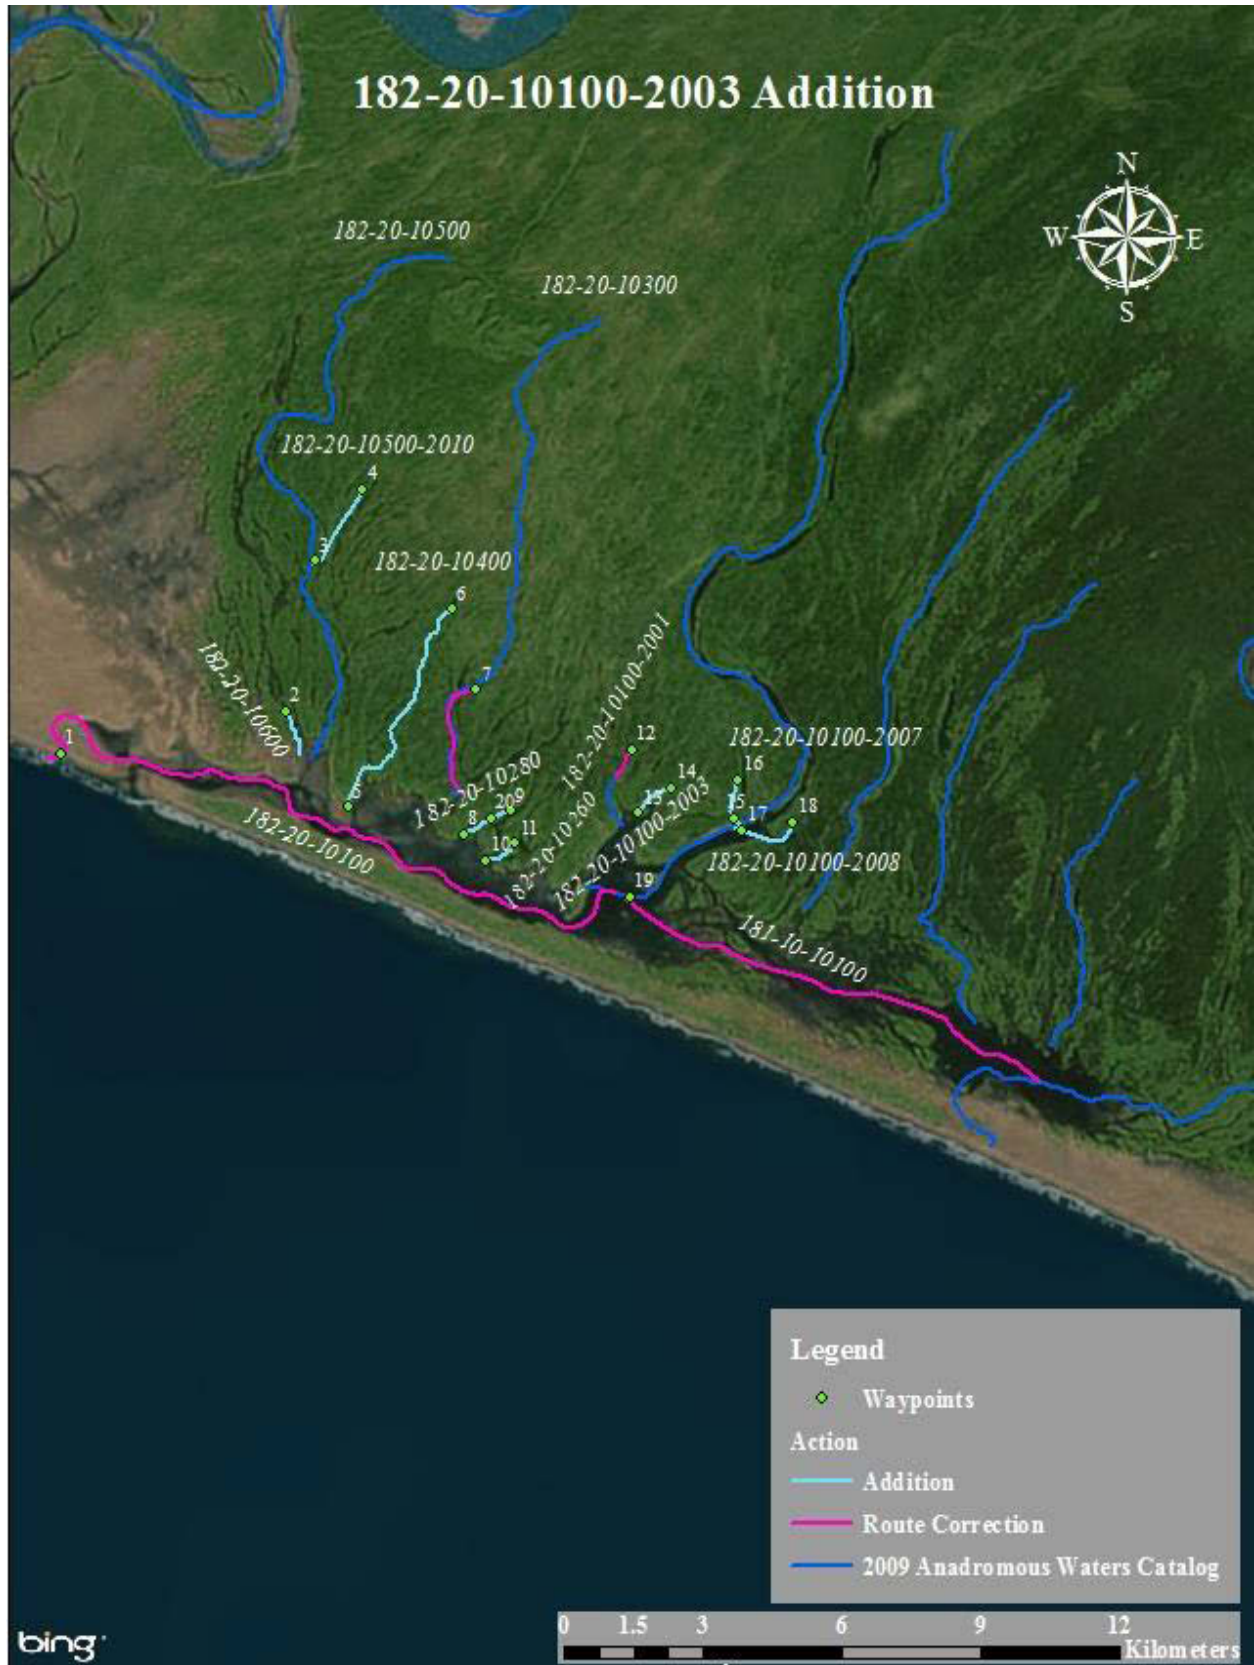 182-20-10100-2003 Addition
N
W
E
S
182-20-10500
182-20-10300
182-20-10500-2010
4
3
182-20-10400
6
182-20-10600
2
7
182-20-10100-2001
1
12
182-20-10100-2007
16
14
13
15
17
18
5
182-20-10280
20
9
8
11
10
182-20-10260
182-20-10100-2003
182-20-10100-2008
182-20-10100
19
181-10-10100
Legend
Waypoints
Action
Addition
Route Correction
2009 Anadromous Waters Catalog
0 1.5 3 6 9 12
Kilometers
bing